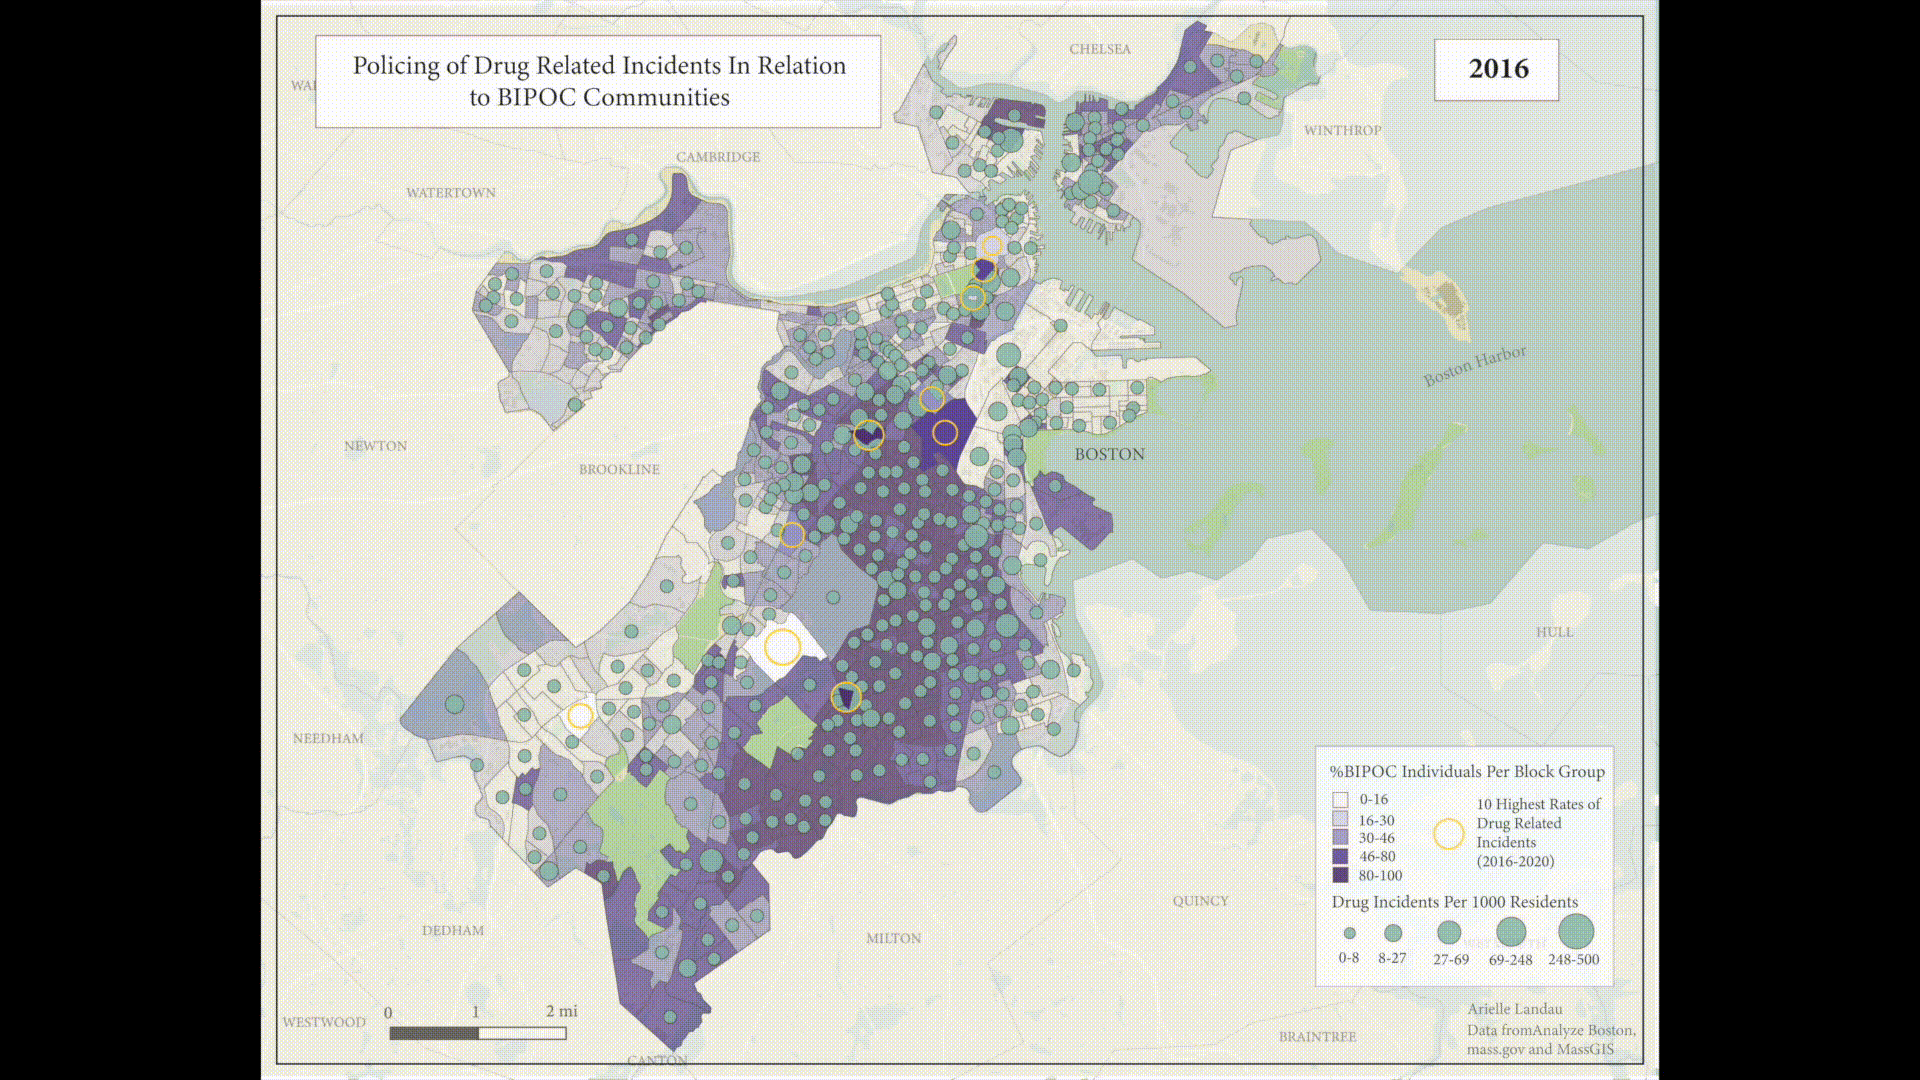 Policing of Drug Related Incidents In Relation
to BIPOC Communities
2016
CHELSEA
WINTHROP
CAMBRIDGE
WATERTOWN
Boston Harbor
NEWTON
BROOKLINE
BOSTON
HULL
NEEDHAM
QUINCY
DEDHAM
MILTON
WESTWOOD
CANTON
BRAINTREE
%BIPOC Individuals Per Block Group
0-16
16-30
30-46
46-80
80-100
10 Highest Rates of
Drug Related
Incidents
(2016-2020)
Drug Incidents Per 1000 Residents
0-8 8-27 27-69 69-248 248-500
0 1 2 mi
Arielle Landau
Data fromAnalyze Boston,
mass.gov and MassGIS